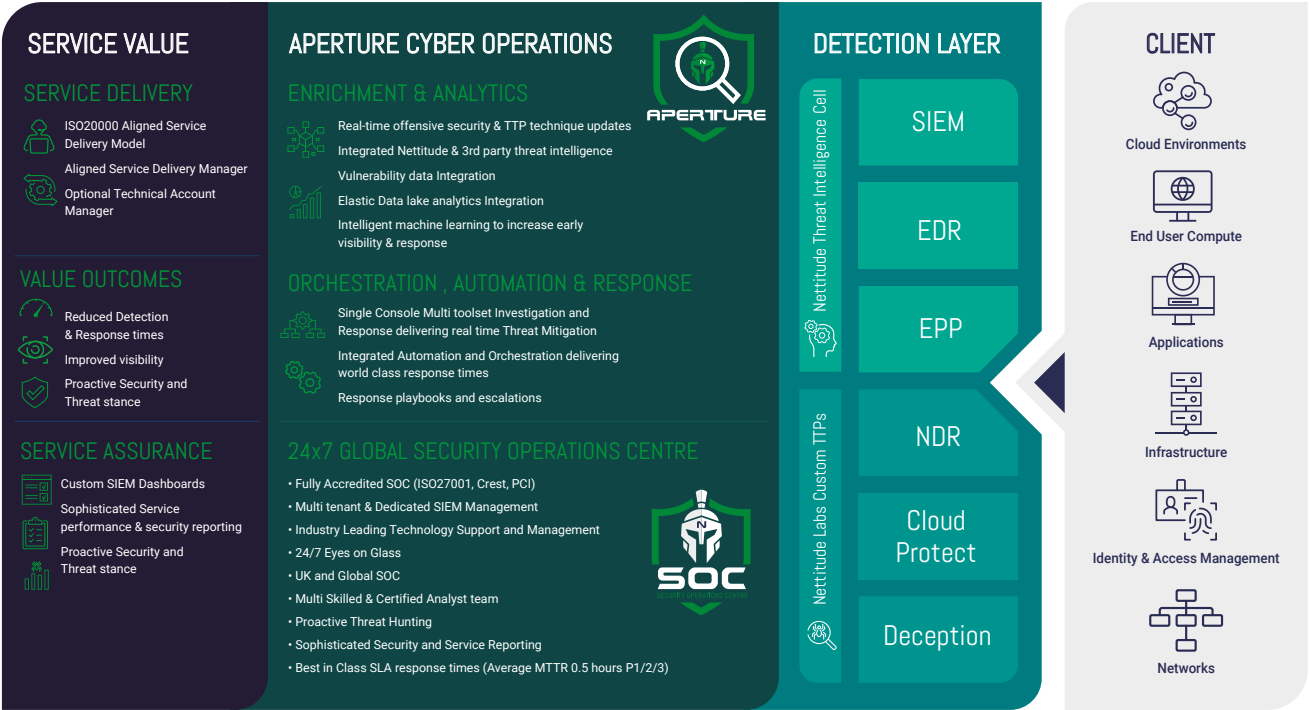 SERVICE VALUE
SERVICE DELIVERY
ISO20000 Aligned Service
Delivery Model
Aligned Service Delivery Manager
Optional Technical Account
Manager
VALUE OUTCOMES
Reduced Detection
& Response times
Improved visibility
Proactive Security and
Threat stance
SERVICE ASSURANCE
Custom SIEM Dashboards
Sophisticated Service
performance & security reporting
Proactive Security and
Threat stance
APERTURE CYBER OPERATIONS
N
APERTURE
ENRICHMENT & ANALYTICS
Real-time offensive security & TTP technique updates
Integrated Nettitude & 3rd party threat intelligence
Vulnerability data Integration
Elastic Data lake analytics Integration
Intelligent machine learning to increase early
visibility & response
ORCHESTRATION , AUTOMATION & RESPONSE
Single Console Multi toolset Investigation and
Response delivering real time Threat Mitigation
Integrated Automation and Orchestration delivering
world class response times
Response playbooks and escalations
24x7 GLOBAL SECURITY OPERATIONS CENTRE
• Fully Accredited SOC (ISO27001, Crest, PCI)
• Multi tenant & Dedicated SIEM Management
• Industry Leading Technology Support and Management
• 24/7 Eyes on Glass
• UK and Global SOC
• Multi Skilled & Certified Analyst team
• Proactive Threat Hunting
• Sophisticated Security and Service Reporting
• Best in Class SLA response times (Average MTTR 0.5 hours P1/2/3)
N
SOC
SECURITY OPERATIONS CENTRE
DETECTION LAYER
Nettitude Threat Intelligence Cell
SIEM
EDR
EPP
Nettitude Labs Custom TTPs
NDR
Cloud
Protect
Deception
CLIENT
Cloud Environments
End User Compute
Applications
Infrastructure
Identity & Access Management
Networks